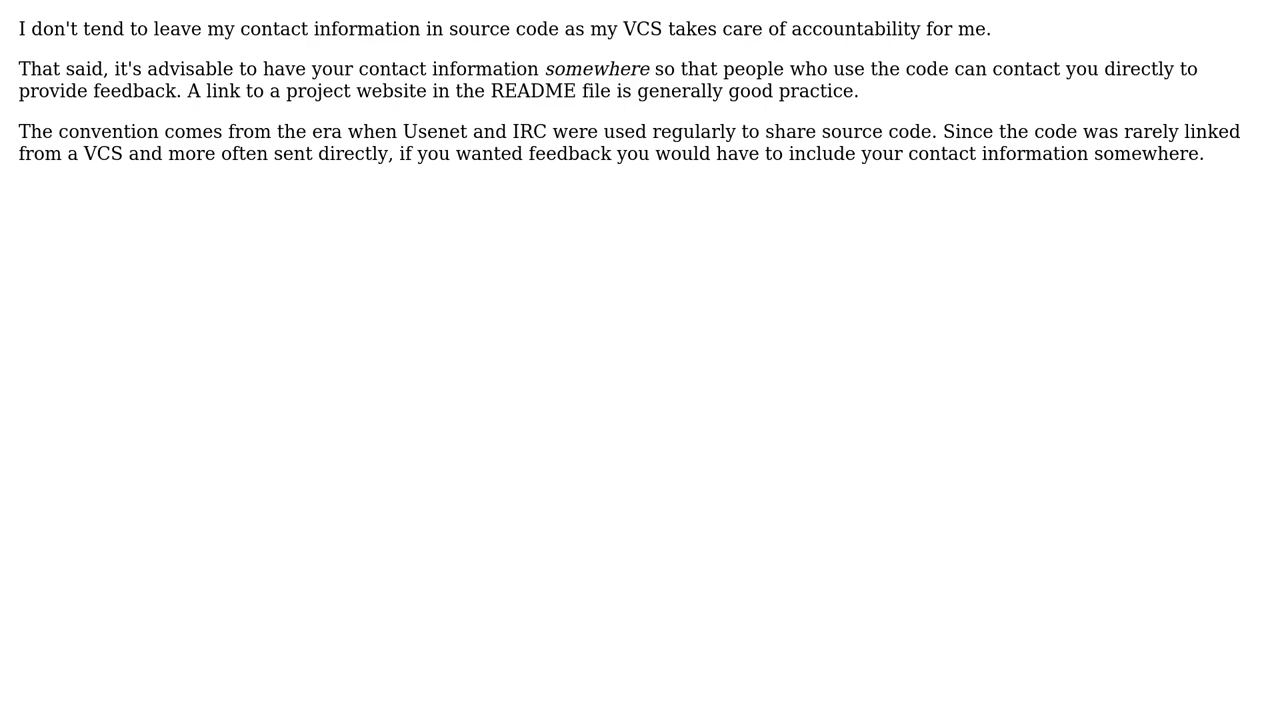 I don't tend to leave my contact information in source code as my VCS takes care of accountability for me.
That said, it's advisable to have your contact information somewhere so that people who use the code can contact you directly to
provide feedback. A link to a project website in the README file is generally good practice.
The convention comes from the era when Usenet and IRC were used regularly to share source code. Since the code was rarely linked
from a VCS and more often sent directly, if you wanted feedback you would have to include your contact information somewhere.